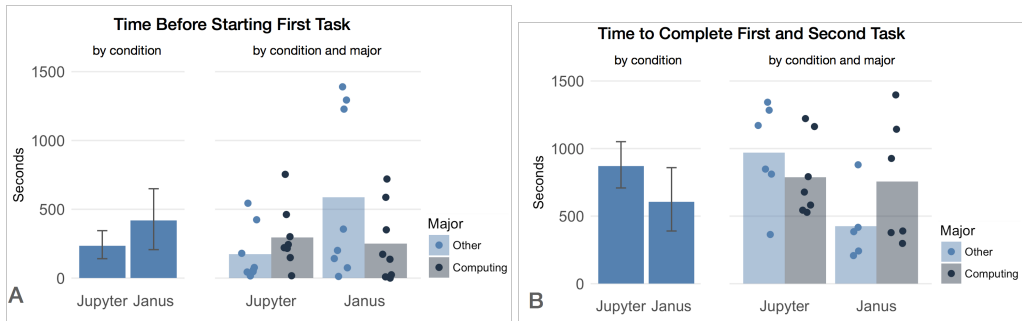 Time Before Starting First Task
by condition
by condition and major
1500
1000
500
0
Seconds
Jupyter Janus
Jupyter
Janus
Major
Other
Computing
A
Time to Complete First and Second Task
by condition
by condition and major
1500
1000
500
0
Seconds
Jupyter Janus
Jupyter
Janus
Major
Other
Computing
B